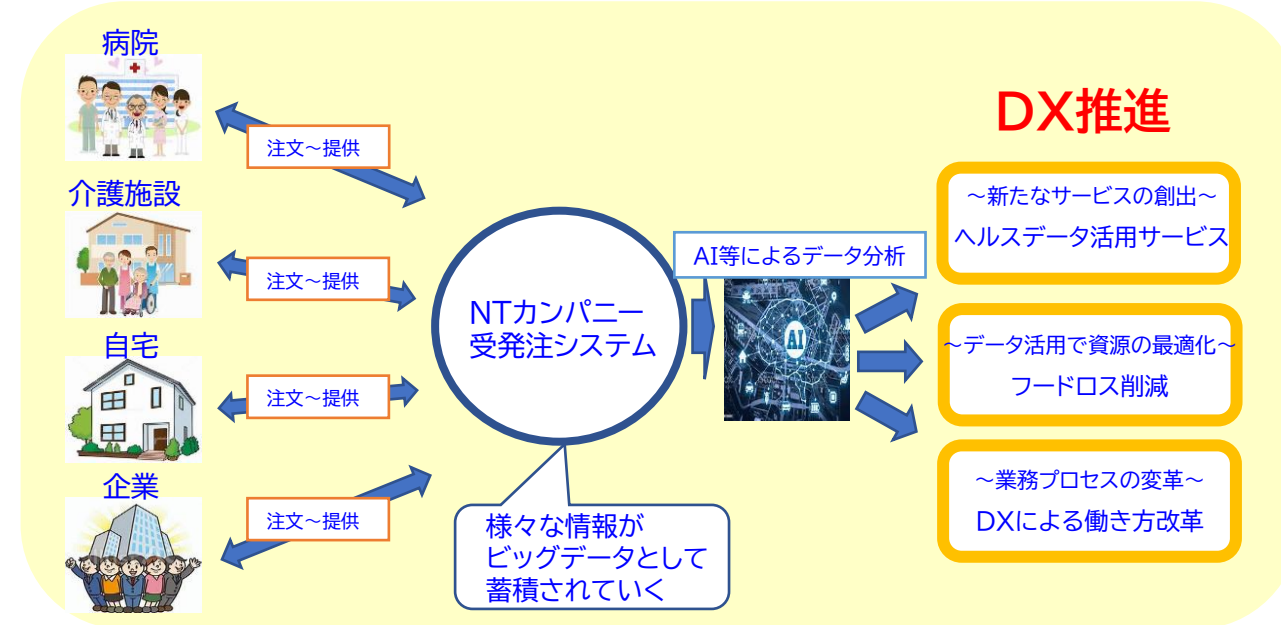 病院
注文～提供
介護施設
注文～提供
自宅
注文～提供
企業
注文～提供
NTカンパニー
受発注システム
様々な情報が
ビッグデータとして
蓄積されていく
AI等によるデータ分析
AI
DX推進
～新たなサービスの創出～
ヘルスデータ活用サービス
～データ活用で資源の最適化～
フードロス削減
～業務プロセスの変革～
DXによる働き方改革